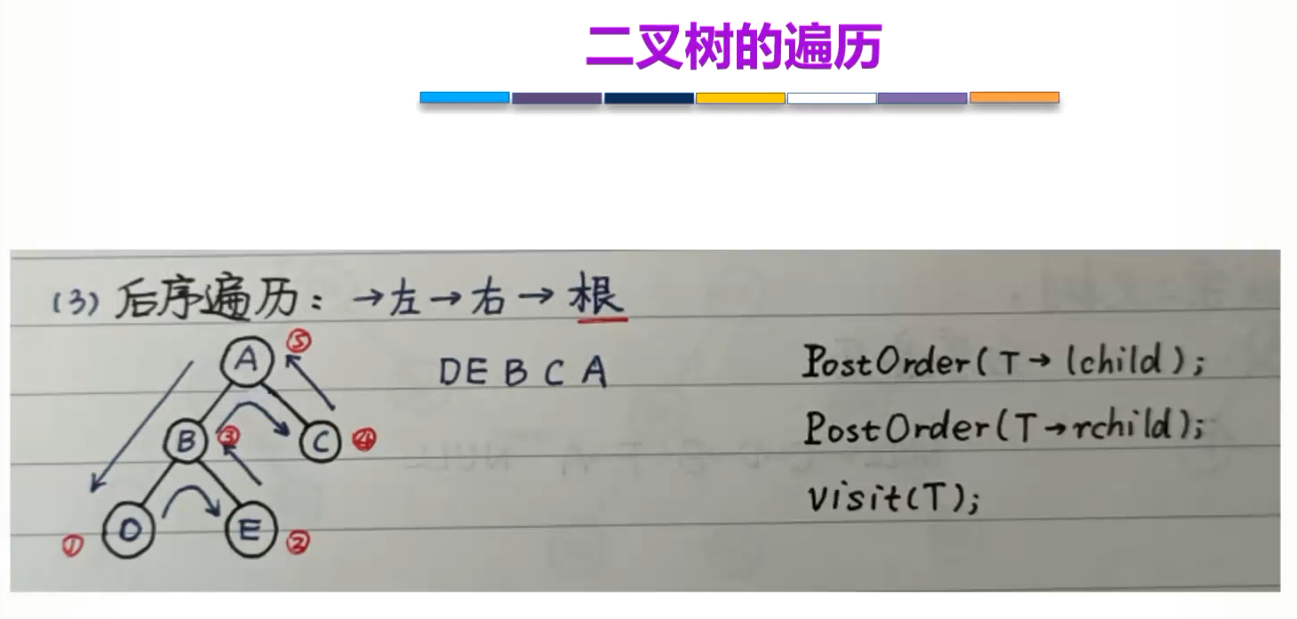 二叉树的遍历
(3) 后序遍历: →左→右→根
DEBCA
A ⑤
B ③ C ④
D ① E ②
PostOrder(T→lchild);
PostOrder(T→rchild);
visit(T);